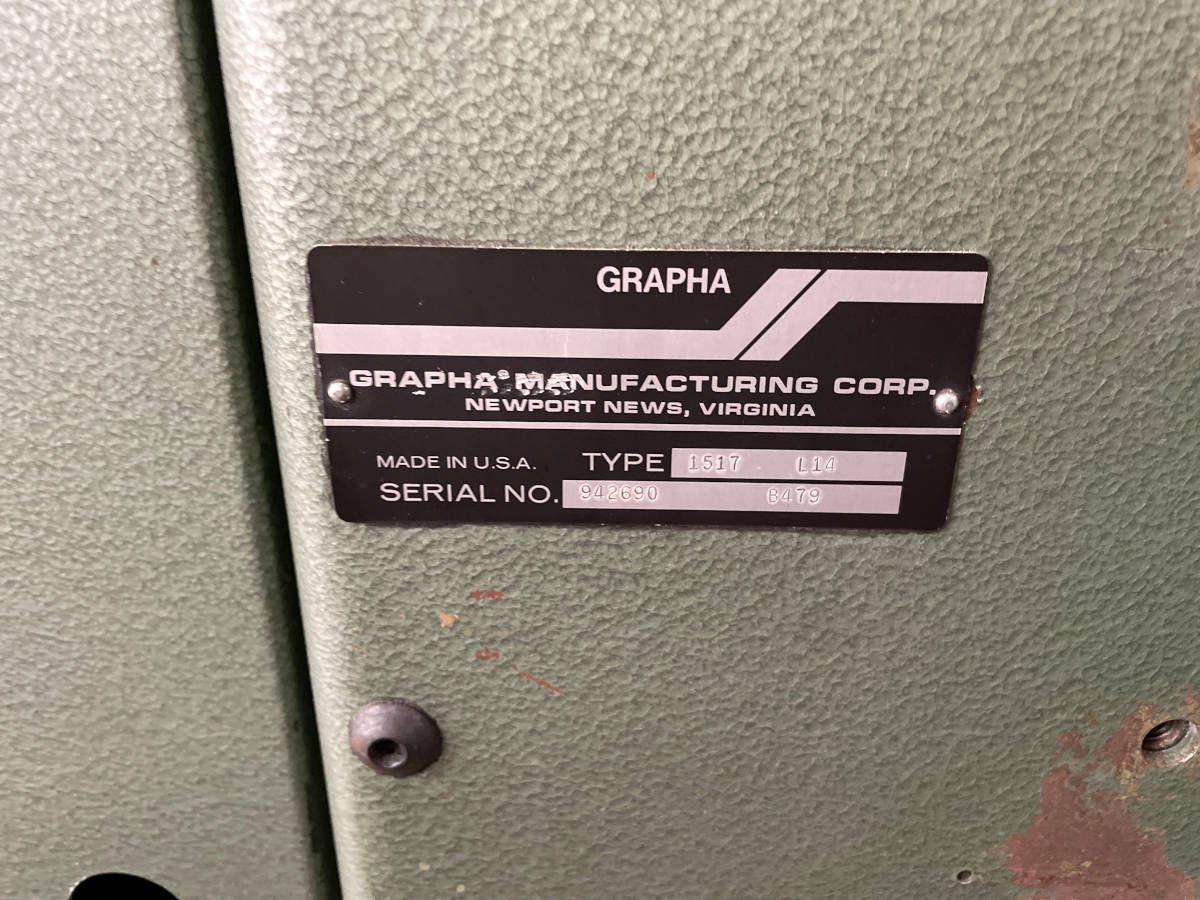 GRAPHA
GRAPHA MANUFACTURING CORP.
NEWPORT NEWS, VIRGINIA
MADE IN U.S.A. TYPE 1517 L14
SERIAL NO. 942690 B479